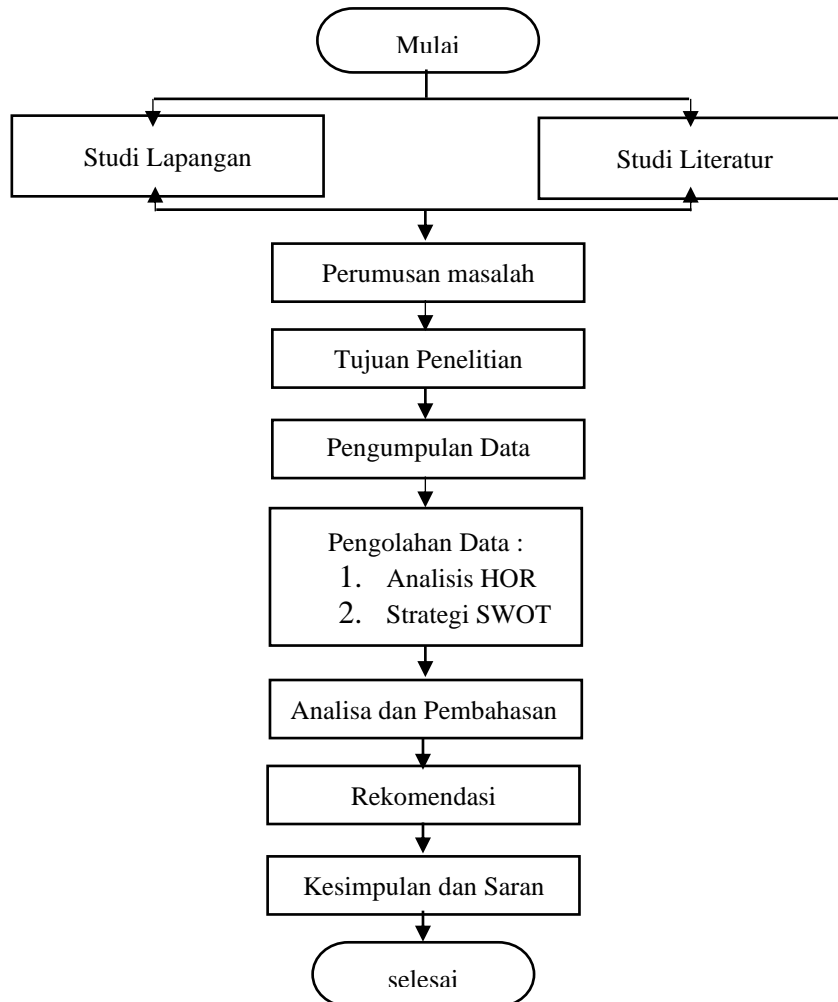 Mulai
Studi Lapangan
Studi Literatur
Perumusan masalah
Tujuan Penelitian
Pengumpulan Data
Pengolahan Data :
1. Analisis HOR
2. Strategi SWOT
Analisa dan Pembahasan
Rekomendasi
Kesimpulan dan Saran
selesai